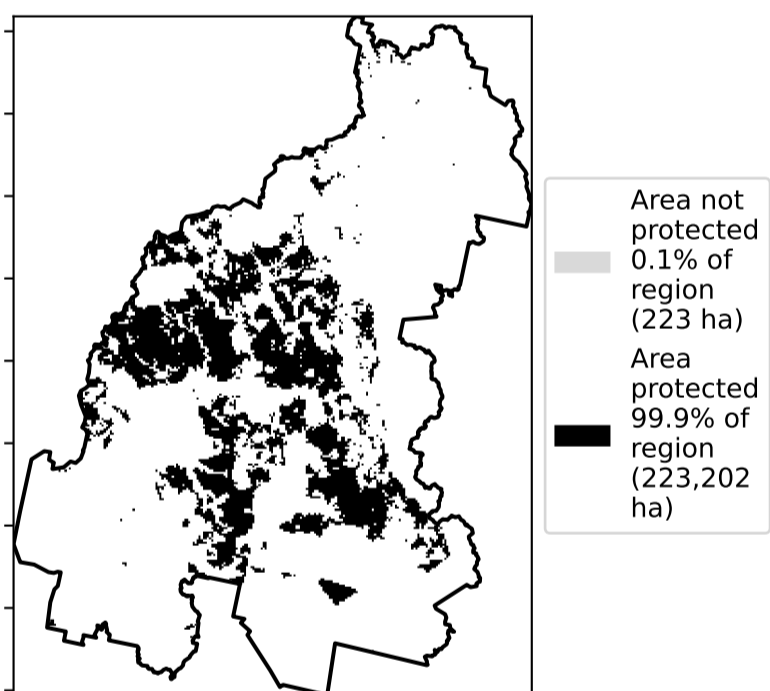 Area not
protected
0.1% of
region
(223 ha)
Area
protected
99.9% of
region
(223,202
ha)